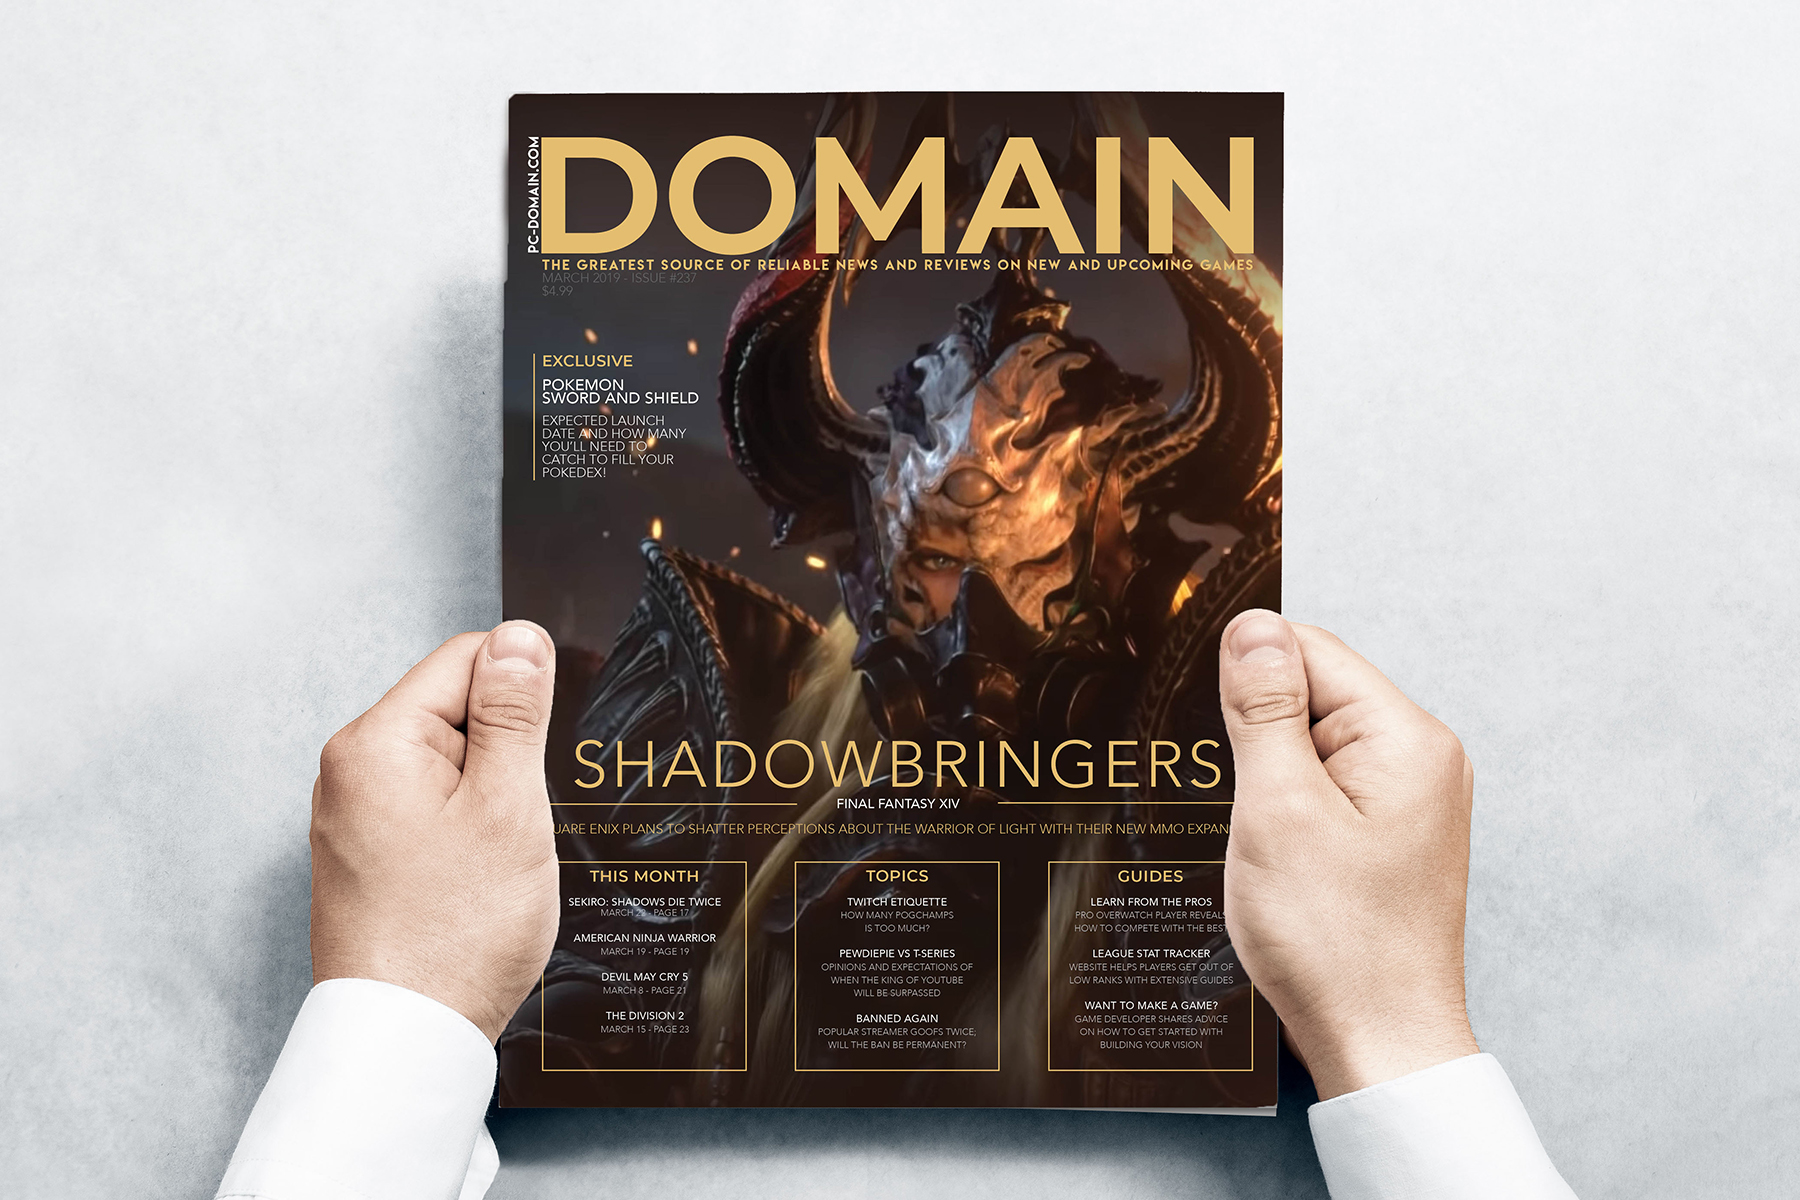 PC-DOMAIN.COM
DOMAIN
THE GREATEST SOURCE OF RELIABLE NEWS AND REVIEWS ON NEW AND UPCOMING GAMES
MARCH 2019 - ISSUE #237
$4.99
EXCLUSIVE
POKEMON
SWORD AND SHIELD
EXPECTED LAUNCH
DATE AND HOW MANY
YOU'LL NEED TO
CATCH TO FILL YOUR
POKEDEX!
SHADOWBRINGERS
FINAL FANTASY XIV
UARE ENIX PLANS TO SHATTER PERCEPTIONS ABOUT THE WARRIOR OF LIGHT WITH THEIR NEW MMO EXPAN
THIS MONTH
SEKIRO: SHADOWS DIE TWICE
MARCH 22 - PAGE 17
AMERICAN NINJA WARRIOR
MARCH 19 - PAGE 19
DEVIL MAY CRY 5
MARCH 8 - PAGE 21
THE DIVISION 2
MARCH 15 - PAGE 23
TOPICS
TWITCH ETIQUETTE
HOW MANY POGCHAMPS
IS TOO MUCH?
PEWDIEPIE VS T-SERIES
OPINIONS AND EXPECTATIONS OF
WHEN THE KING OF YOUTUBE
WILL BE SURPASSED
BANNED AGAIN
POPULAR STREAMER GOOFS TWICE;
WILL THE BAN BE PERMANENT?
GUIDES
LEARN FROM THE PROS
PRO OVERWATCH PLAYER REVEALS
HOW TO COMPETE WITH THE BEST
LEAGUE STAT TRACKER
WEBSITE HELPS PLAYERS GET OUT OF
LOW RANKS WITH EXTENSIVE GUIDES
WANT TO MAKE A GAME?
GAME DEVELOPER SHARES ADVICE
ON HOW TO GET STARTED WITH
BUILDING YOUR VISION